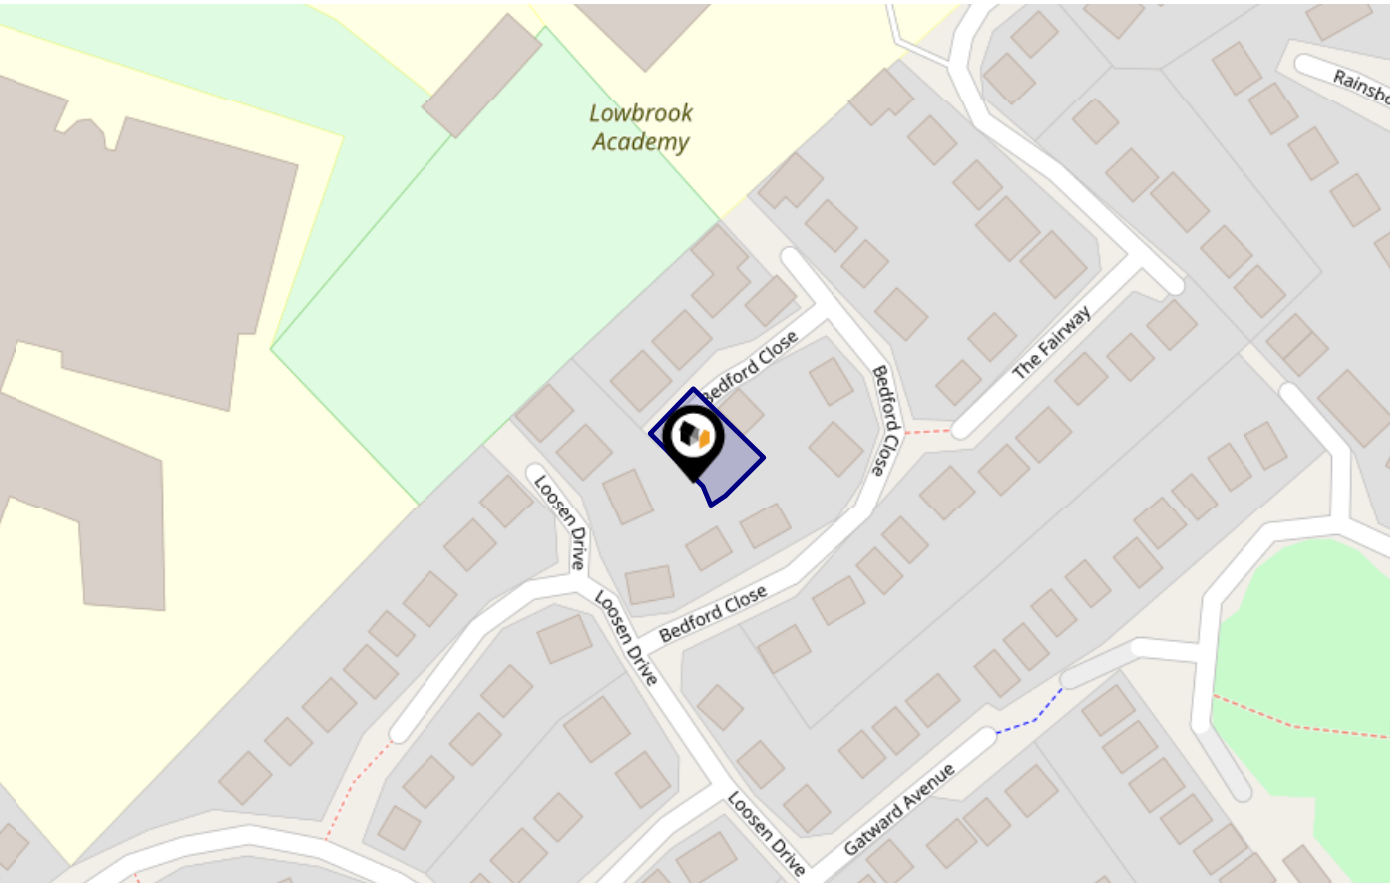 Lowbrook
Academy
Rainsbo
Bedford Close
The Fairway
Bedford Close
Loosen Drive
Loosen Drive
Bedford Close
Gatward Avenue
Loosen Drive